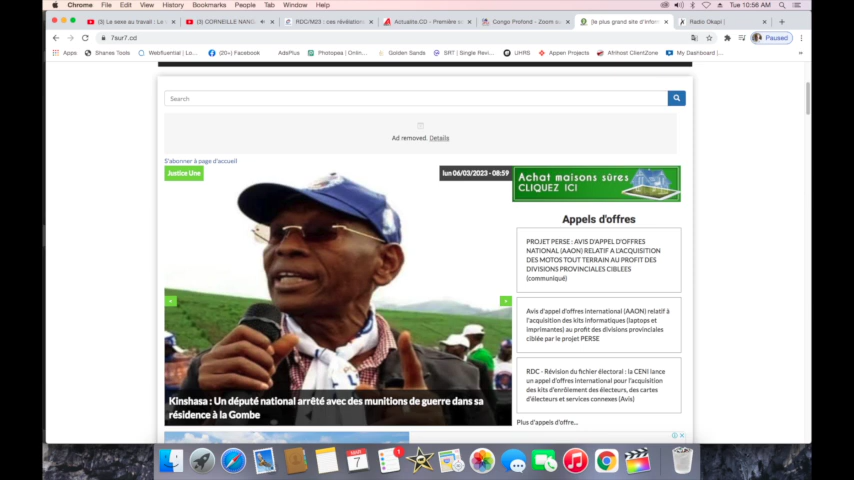 Chrome File Edit View History Bookmarks People Tab Window Help
Tue 10:56 AM
(3) Le sexe au travail : Le
(3) CORNEILLE NANG
RDC/M23 : ces révélations
Actualite.CD – Première s
Congo Profond - Zoom su
[le plus grand site d'infor
Radio Okapi |
7sur7.cd
Paused
Apps
Shares Tools
Webfluential | Lo...
(20+) Facebook
AdsPlus
Photopea | Onlin...
Golden Sands
SRT | Single Revi...
UHRS
Appen Projects
Afrihost ClientZone
My Dashboard |...
»
Search
Ad removed. Details
S'abonner à page d'accueil
Justice Une
lun 06/03/2023 - 08:59
Kinshasa : Un député national arrêté avec des munitions de guerre dans sa
résidence à la Gombe
Achat maisons sûres
CLIQUEZ ICI
Appels d'offres
PROJET PERSE : AVIS D'APPEL D'OFFRES
NATIONAL (AAON) RELATIF A L'ACQUISITION
DES MOTOS TOUT TERRAIN AU PROFIT DES
DIVISIONS PROVINCIALES CIBLEES
(communiqué)
Avis d'appel d'offres international (AAON) relatif à
l'acquisition des kits informatiques (laptops et
imprimantes) au profit des divisions provinciales
ciblée par le projet PERSE
RDC - Révision du fichier électoral : la CENI lance
un appel d'offres international pour l'acquisition
des kits d'enrôlement des électeurs, des cartes
d'électeurs et services connexes (Avis)
Plus d'appels d'offre...
MAR
7
1